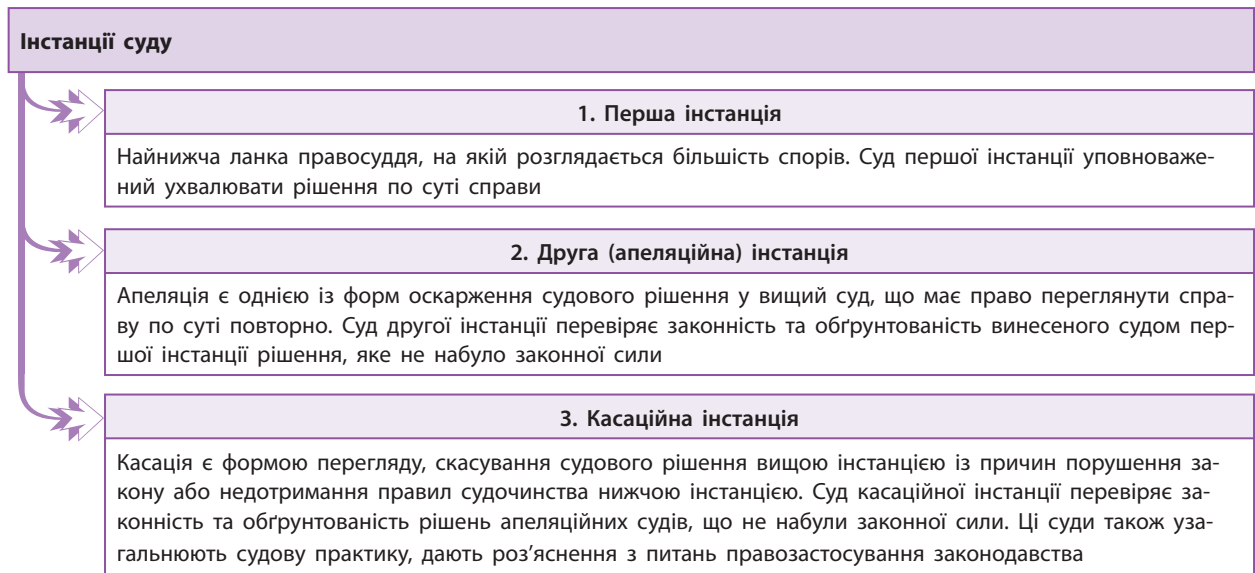 Інстанції суду
1. Перша інстанція
Найнижча ланка правосуддя, на якій розглядається більшість спорів. Суд першої інстанції уповноваже-
ний ухвалювати рішення по суті справи
2. Друга (апеляційна) інстанція
Апеляція є однією із форм оскарження судового рішення у вищий суд, що має право переглянути спра-
ву по суті повторно. Суд другої інстанції перевіряє законність та обґрунтованість винесеного судом пер-
шої інстанції рішення, яке не набуло законної сили
3. Касаційна інстанція
Касація є формою перегляду, скасування судового рішення вищою інстанцією із причин порушення за-
кону або недотримання правил судочинства нижчою інстанцією. Суд касаційної інстанції перевіряє за-
конність та обґрунтованість рішень апеляційних судів, що не набули законної сили. Ці суди також уза-
гальнюють судову практику, дають роз'яснення з питань правозастосування законодавства